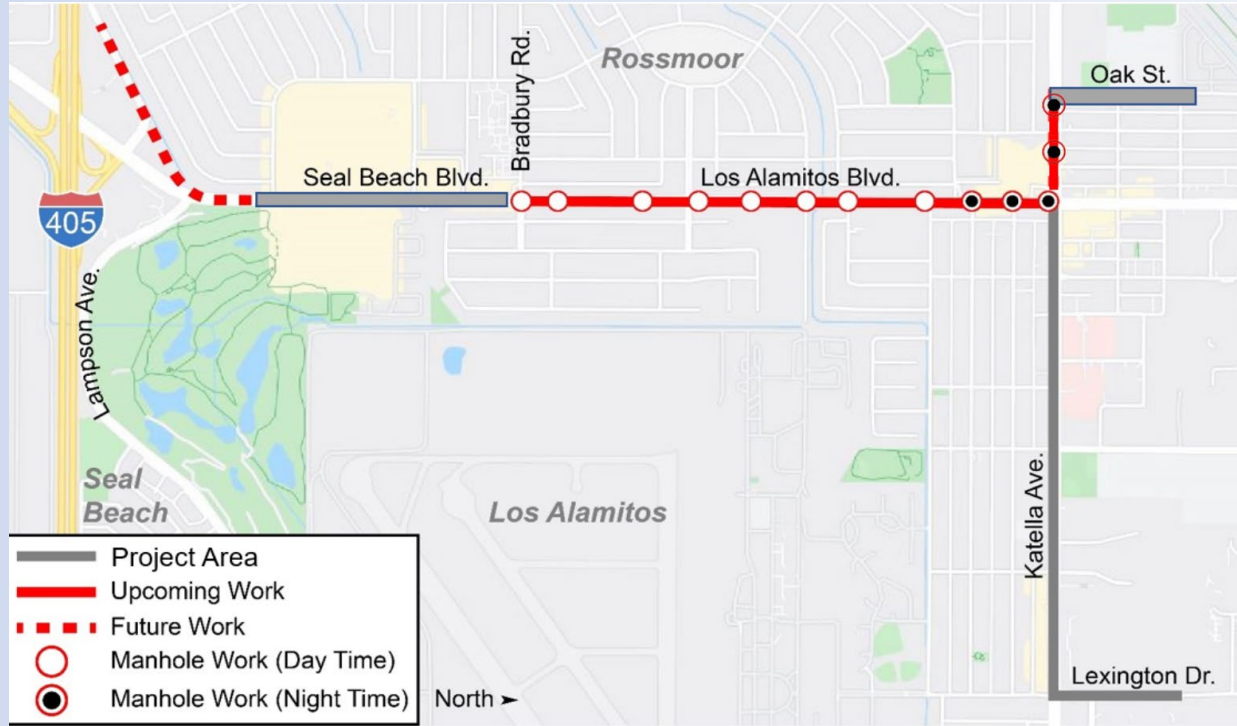 Rossmoor
Oak St.
Bradbury Rd.
Seal Beach Blvd.
Los Alamitos Blvd.
405
Lampson Ave.
Seal
Beach
Los Alamitos
Katella Ave.
Project Area
Upcoming Work
Future Work
Manhole Work (Day Time)
Manhole Work (Night Time)
North ➤
Lexington Dr.